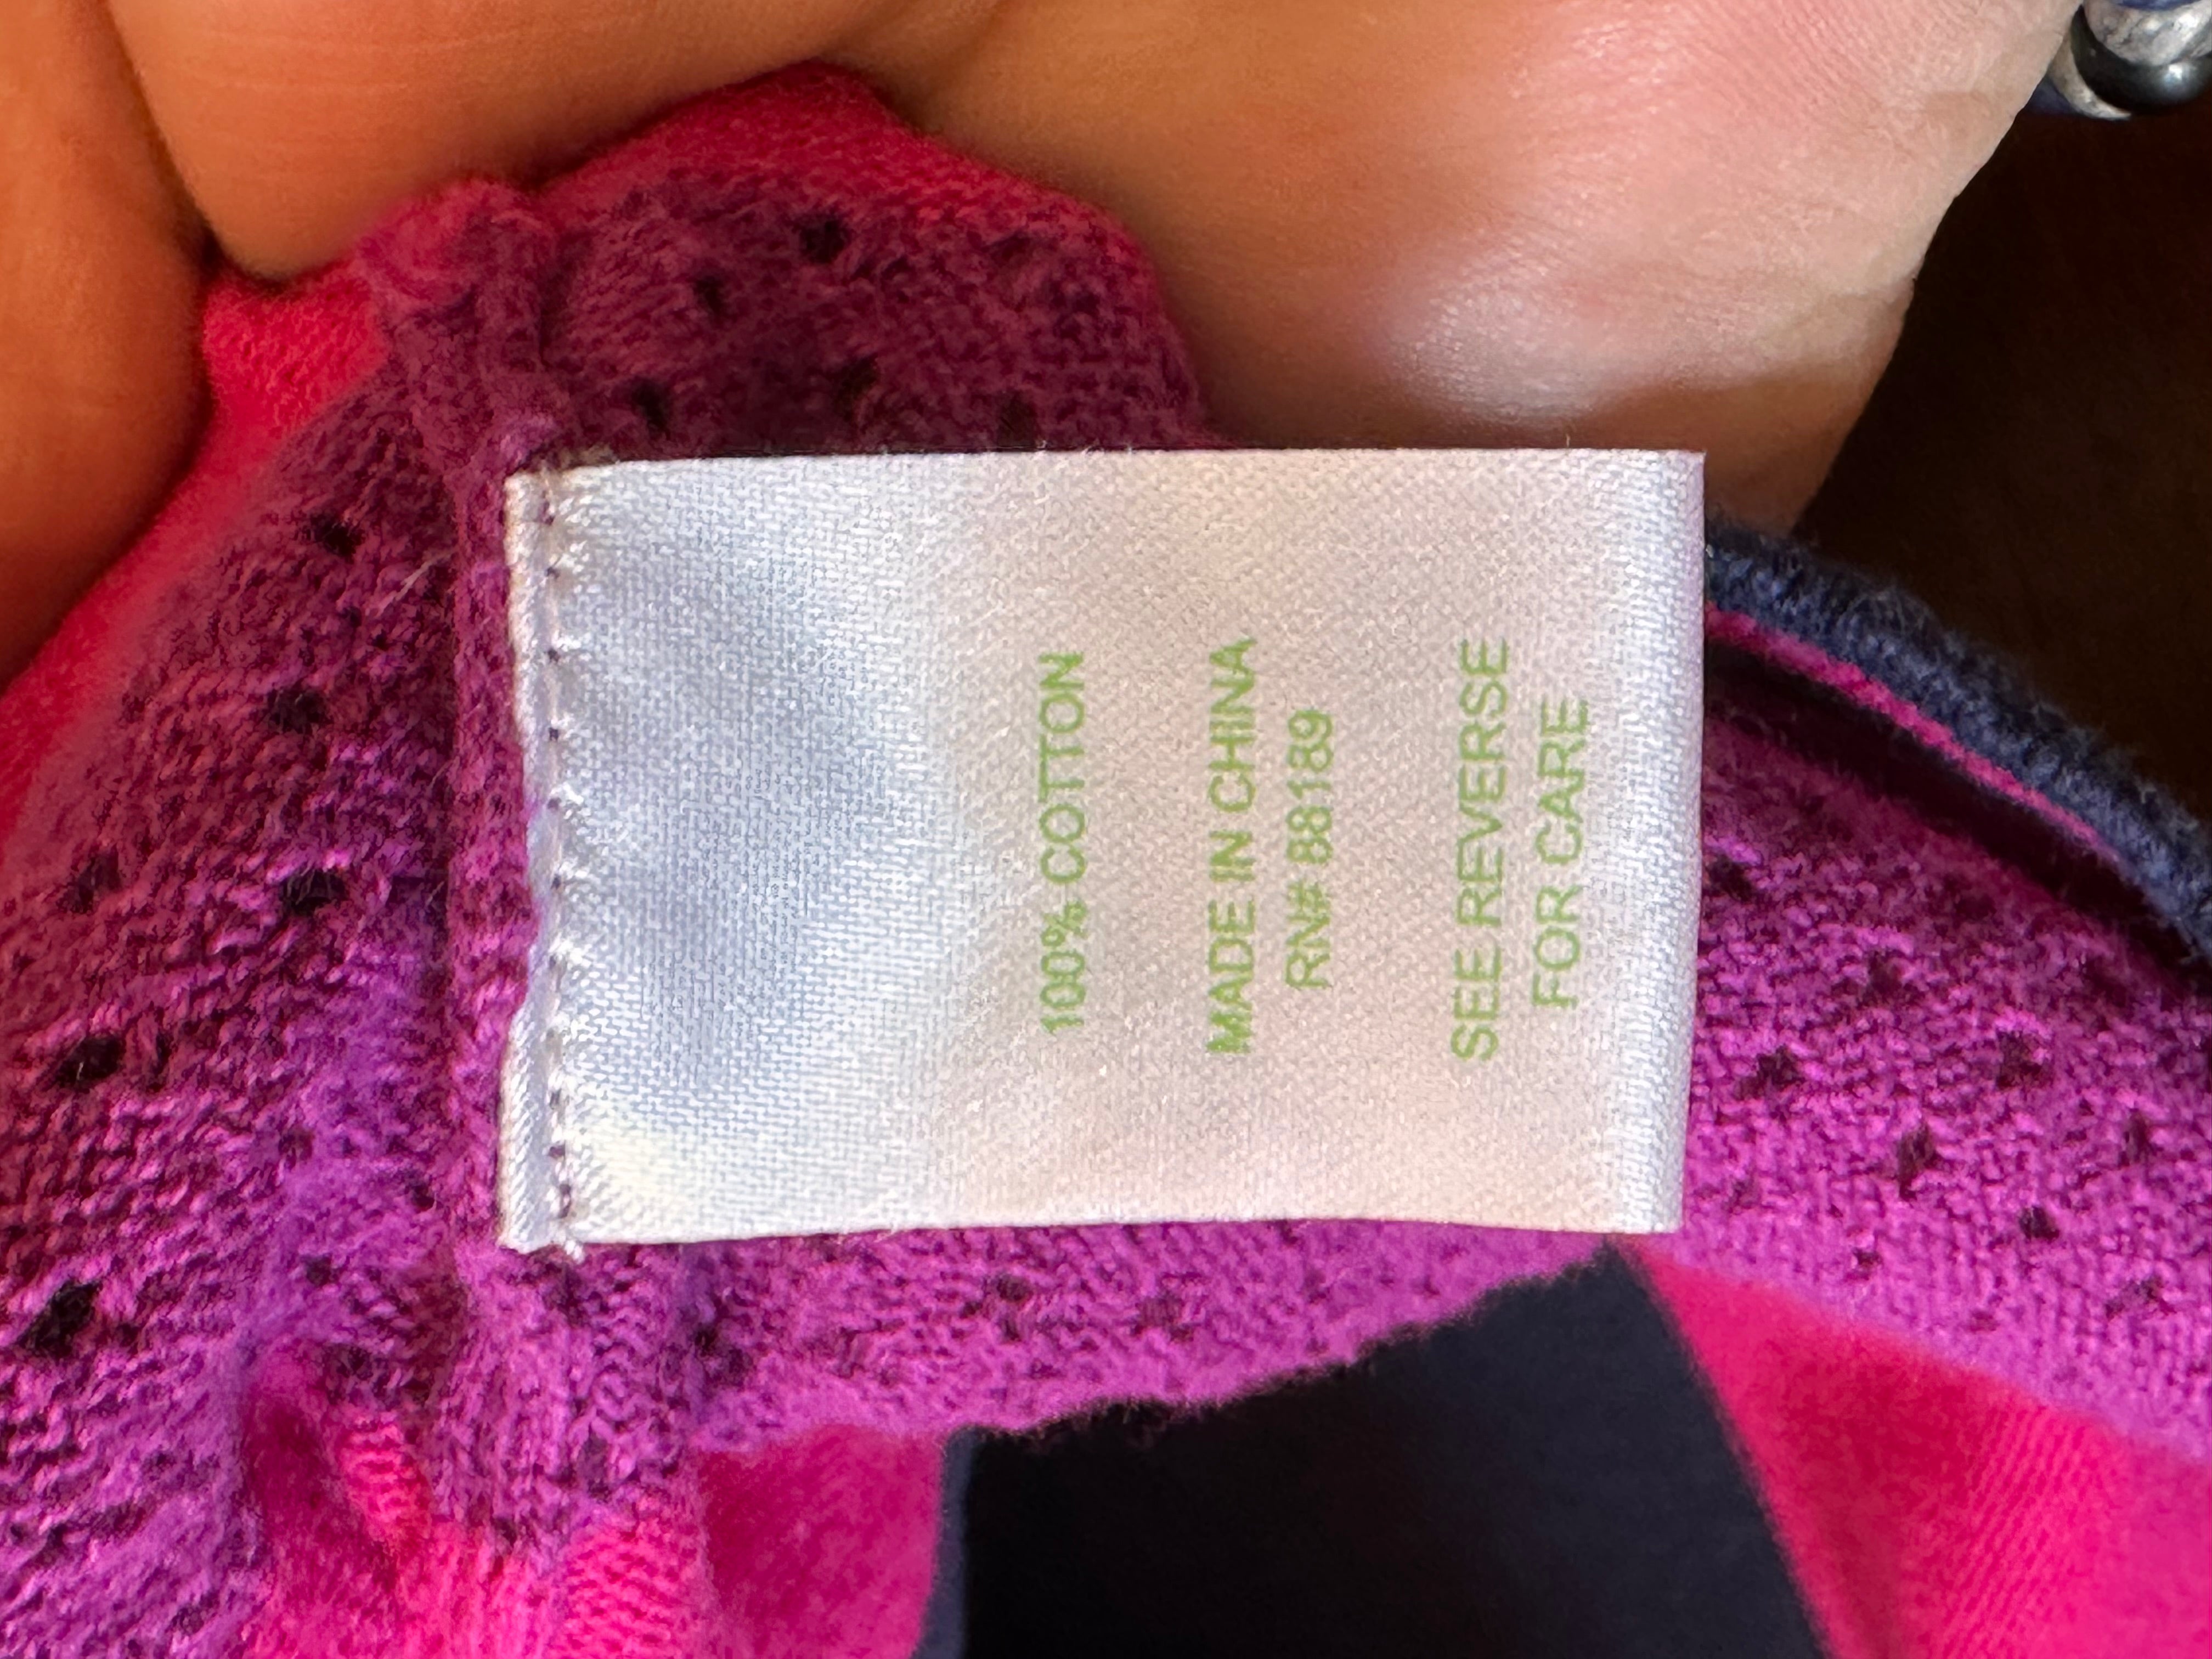 100% COTTON
MADE IN CHINA
RN# 88189
SEE REVERSE
FOR CARE